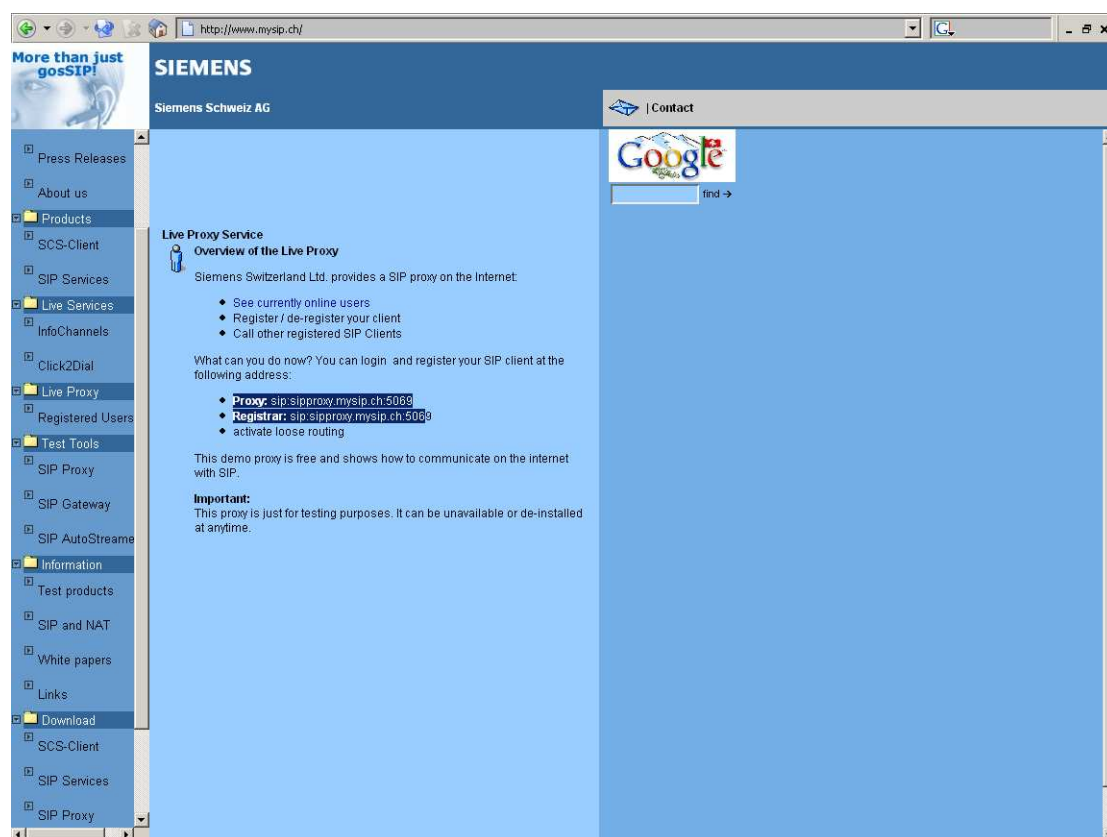 http://www.mysip.ch/
G
More than just
gosSIP!
SIEMENS
Siemens Schweiz AG
| Contact
Press Releases
About us
Products
SCS-Client
SIP Services
Live Services
InfoChannels
Click2Dial
Live Proxy
Registered Users
Test Tools
SIP Proxy
SIP Gateway
SIP AutoStreame
Information
Test products
SIP and NAT
White papers
Links
Download
SCS-Client
SIP Services
SIP Proxy
Live Proxy Service
Overview of the Live Proxy
Siemens Switzerland Ltd. provides a SIP proxy on the Internet:
See currently online users
Register / de-register your client
Call other registered SIP Clients
What can you do now? You can login and register your SIP client at the
following address:
Proxy: sip:sipproxy.mysip.ch:5069
Registrar: sip:sipproxy.mysip.ch:5069
activate loose routing
This demo proxy is free and shows how to communicate on the internet
with SIP.
Important:
This proxy is just for testing purposes. It can be unavailable or de-installed
at anytime.
Google
find →